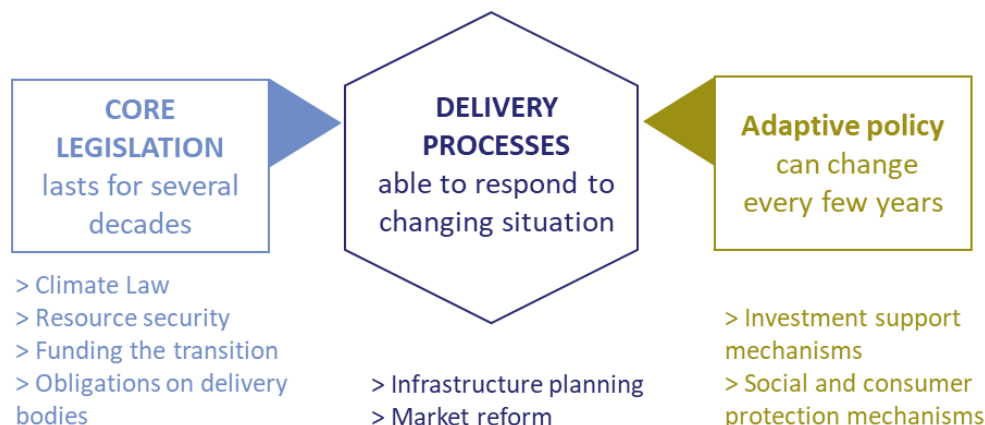 CORE
LEGISLATION
lasts for several
decades
> Climate Law
> Resource security
> Funding the transition
> Obligations on delivery
bodies
DELIVERY
PROCESSES
able to respond to
changing situation
> Infrastructure planning
> Market reform
Adaptive policy
can change
every few years
> Investment support
mechanisms
> Social and consumer
protection mechanisms